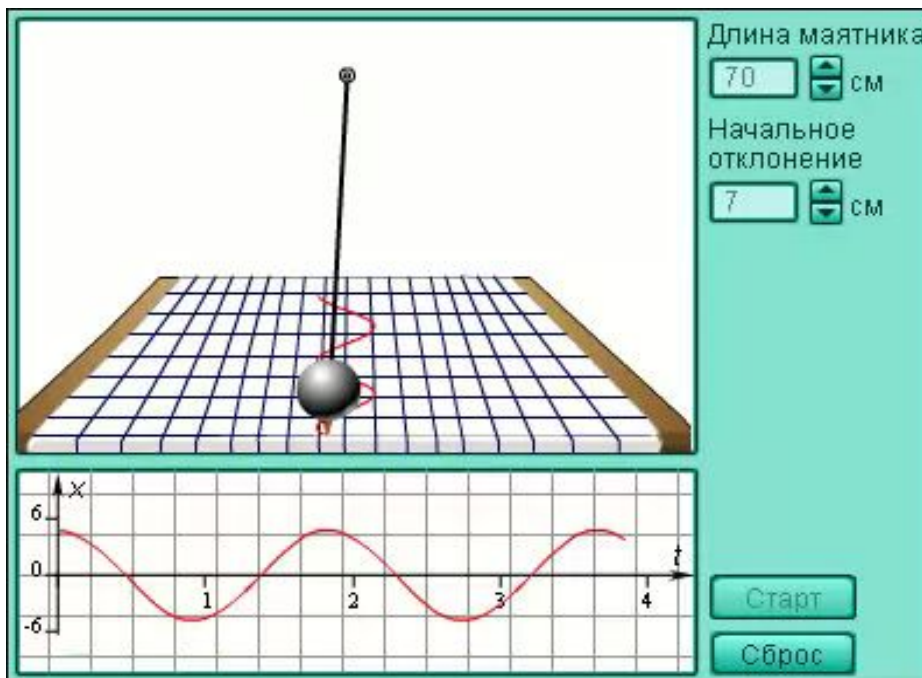 Длина маятника
70 см
Начальное
отклонение
7 см
x
6
0
-6
1 2 3 4
t
Старт
Сброс